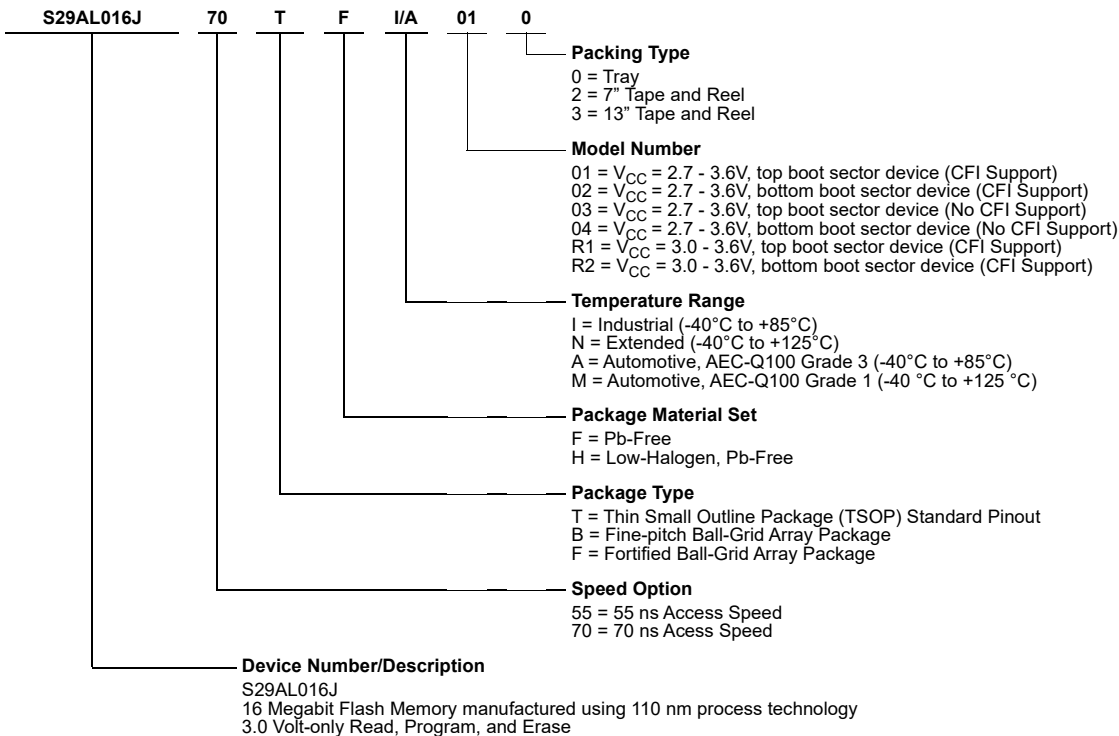 S29AL016J 70 T F I/A 01 0
Packing Type
0 = Tray
2 = 7” Tape and Reel
3 = 13” Tape and Reel
Model Number
01 = VCC = 2.7 - 3.6V, top boot sector device (CFI Support)
02 = VCC = 2.7 - 3.6V, bottom boot sector device (CFI Support)
03 = VCC = 2.7 - 3.6V, top boot sector device (No CFI Support)
04 = VCC = 2.7 - 3.6V, bottom boot sector device (No CFI Support)
R1 = VCC = 3.0 - 3.6V, top boot sector device (CFI Support)
R2 = VCC = 3.0 - 3.6V, bottom boot sector device (CFI Support)
Temperature Range
I = Industrial (-40°C to +85°C)
N = Extended (-40°C to +125°C)
A = Automotive, AEC-Q100 Grade 3 (-40°C to +85°C)
M = Automotive, AEC-Q100 Grade 1 (-40 °C to +125 °C)
Package Material Set
F = Pb-Free
H = Low-Halogen, Pb-Free
Package Type
T = Thin Small Outline Package (TSOP) Standard Pinout
B = Fine-pitch Ball-Grid Array Package
F = Fortified Ball-Grid Array Package
Speed Option
55 = 55 ns Access Speed
70 = 70 ns Acess Speed
Device Number/Description
S29AL016J
16 Megabit Flash Memory manufactured using 110 nm process technology
3.0 Volt-only Read, Program, and Erase